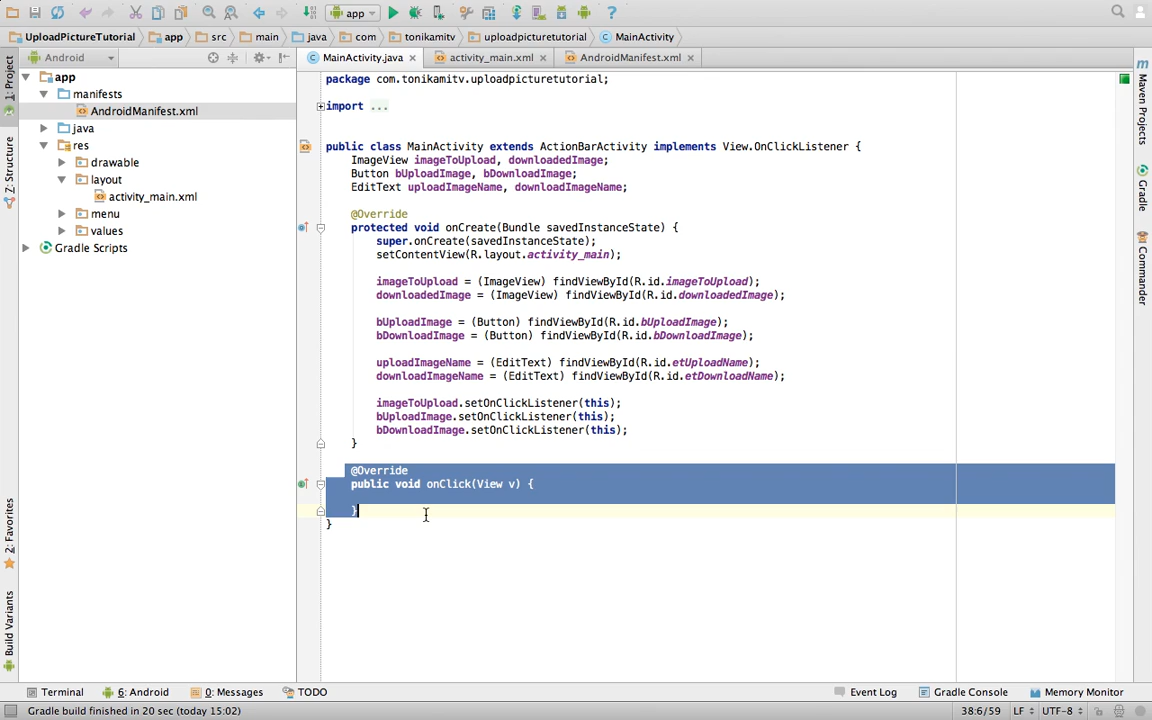 app
UploadPictureTutorial app src main java com tonikamitv uploadpicturetutorial MainActivity
Android
MainActivity.java activity_main.xml AndroidManifest.xml
1: Project
Z: Structure
2: Favorites
Build Variants
app
manifests
AndroidManifest.xml
java
res
drawable
layout
activity_main.xml
menu
values
Gradle Scripts
package com.tonikamitv.uploadpicturetutorial;
import ...
public class MainActivity extends ActionBarActivity implements View.OnClickListener {
ImageView imageToUpload, downloadedImage;
Button bUploadImage, bDownloadImage;
EditText uploadImageName, downloadImageName;
@Override
protected void onCreate(Bundle savedInstanceState) {
super.onCreate(savedInstanceState);
setContentView(R.layout.activity_main);
imageToUpload = (ImageView) findViewById(R.id.imageToUpload);
downloadedImage = (ImageView) findViewById(R.id.downloadedImage);
bUploadImage = (Button) findViewById(R.id.bUploadImage);
bDownloadImage = (Button) findViewById(R.id.bDownloadImage);
uploadImageName = (EditText) findViewById(R.id.etUploadName);
downloadImageName = (EditText) findViewById(R.id.etDownloadName);
imageToUpload.setOnClickListener(this);
bUploadImage.setOnClickListener(this);
bDownloadImage.setOnClickListener(this);
}
@Override
public void onClick(View v) {
}
}
Maven Projects
Gradle
Commander
Terminal 6: Android 0: Messages TODO Event Log Gradle Console Memory Monitor
Gradle build finished in 20 sec (today 15:02) 38:6/59 LF UTF-8